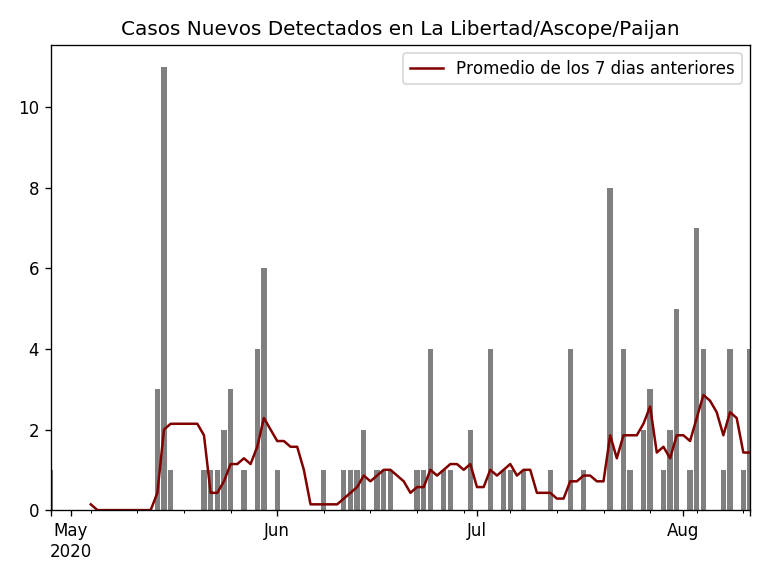 Casos Nuevos Detectados en La Libertad/Ascope/Paijan
Promedio de los 7 dias anteriores
10
8
6
4
2
0
May Jun Jul Aug
2020